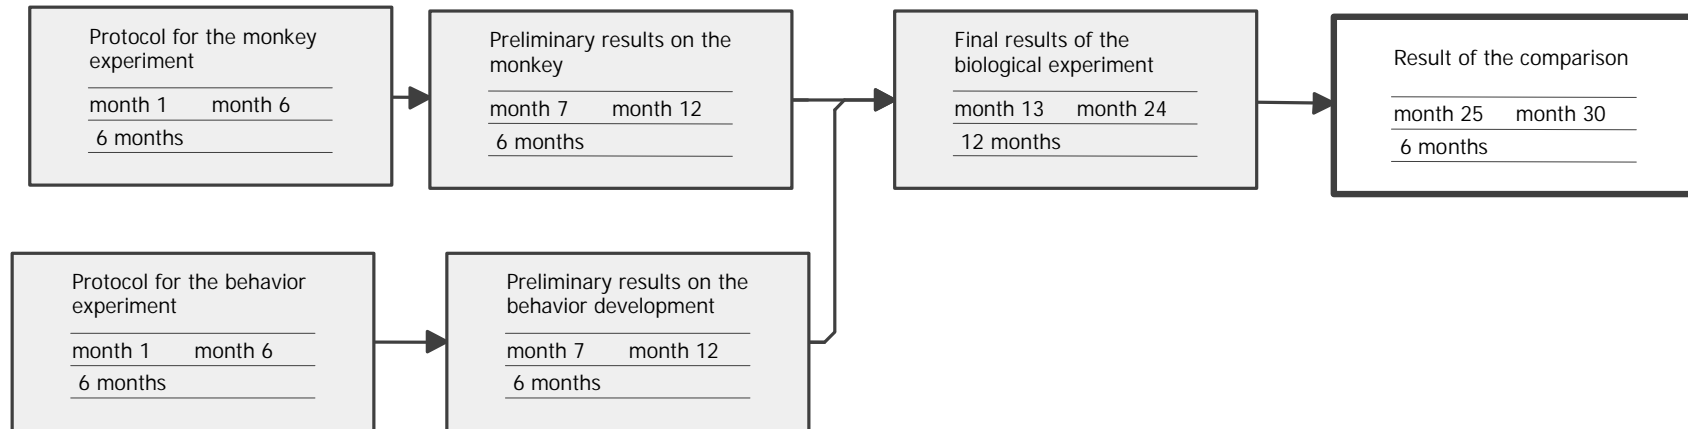 Protocol for the monkey
experiment
month 1 month 6
6 months
Preliminary results on the
monkey
month 7 month 12
6 months
Final results of the
biological experiment
month 13 month 24
12 months
Result of the comparison
month 25 month 30
6 months
Protocol for the behavior
experiment
month 1 month 6
6 months
Preliminary results on the
behavior development
month 7 month 12
6 months